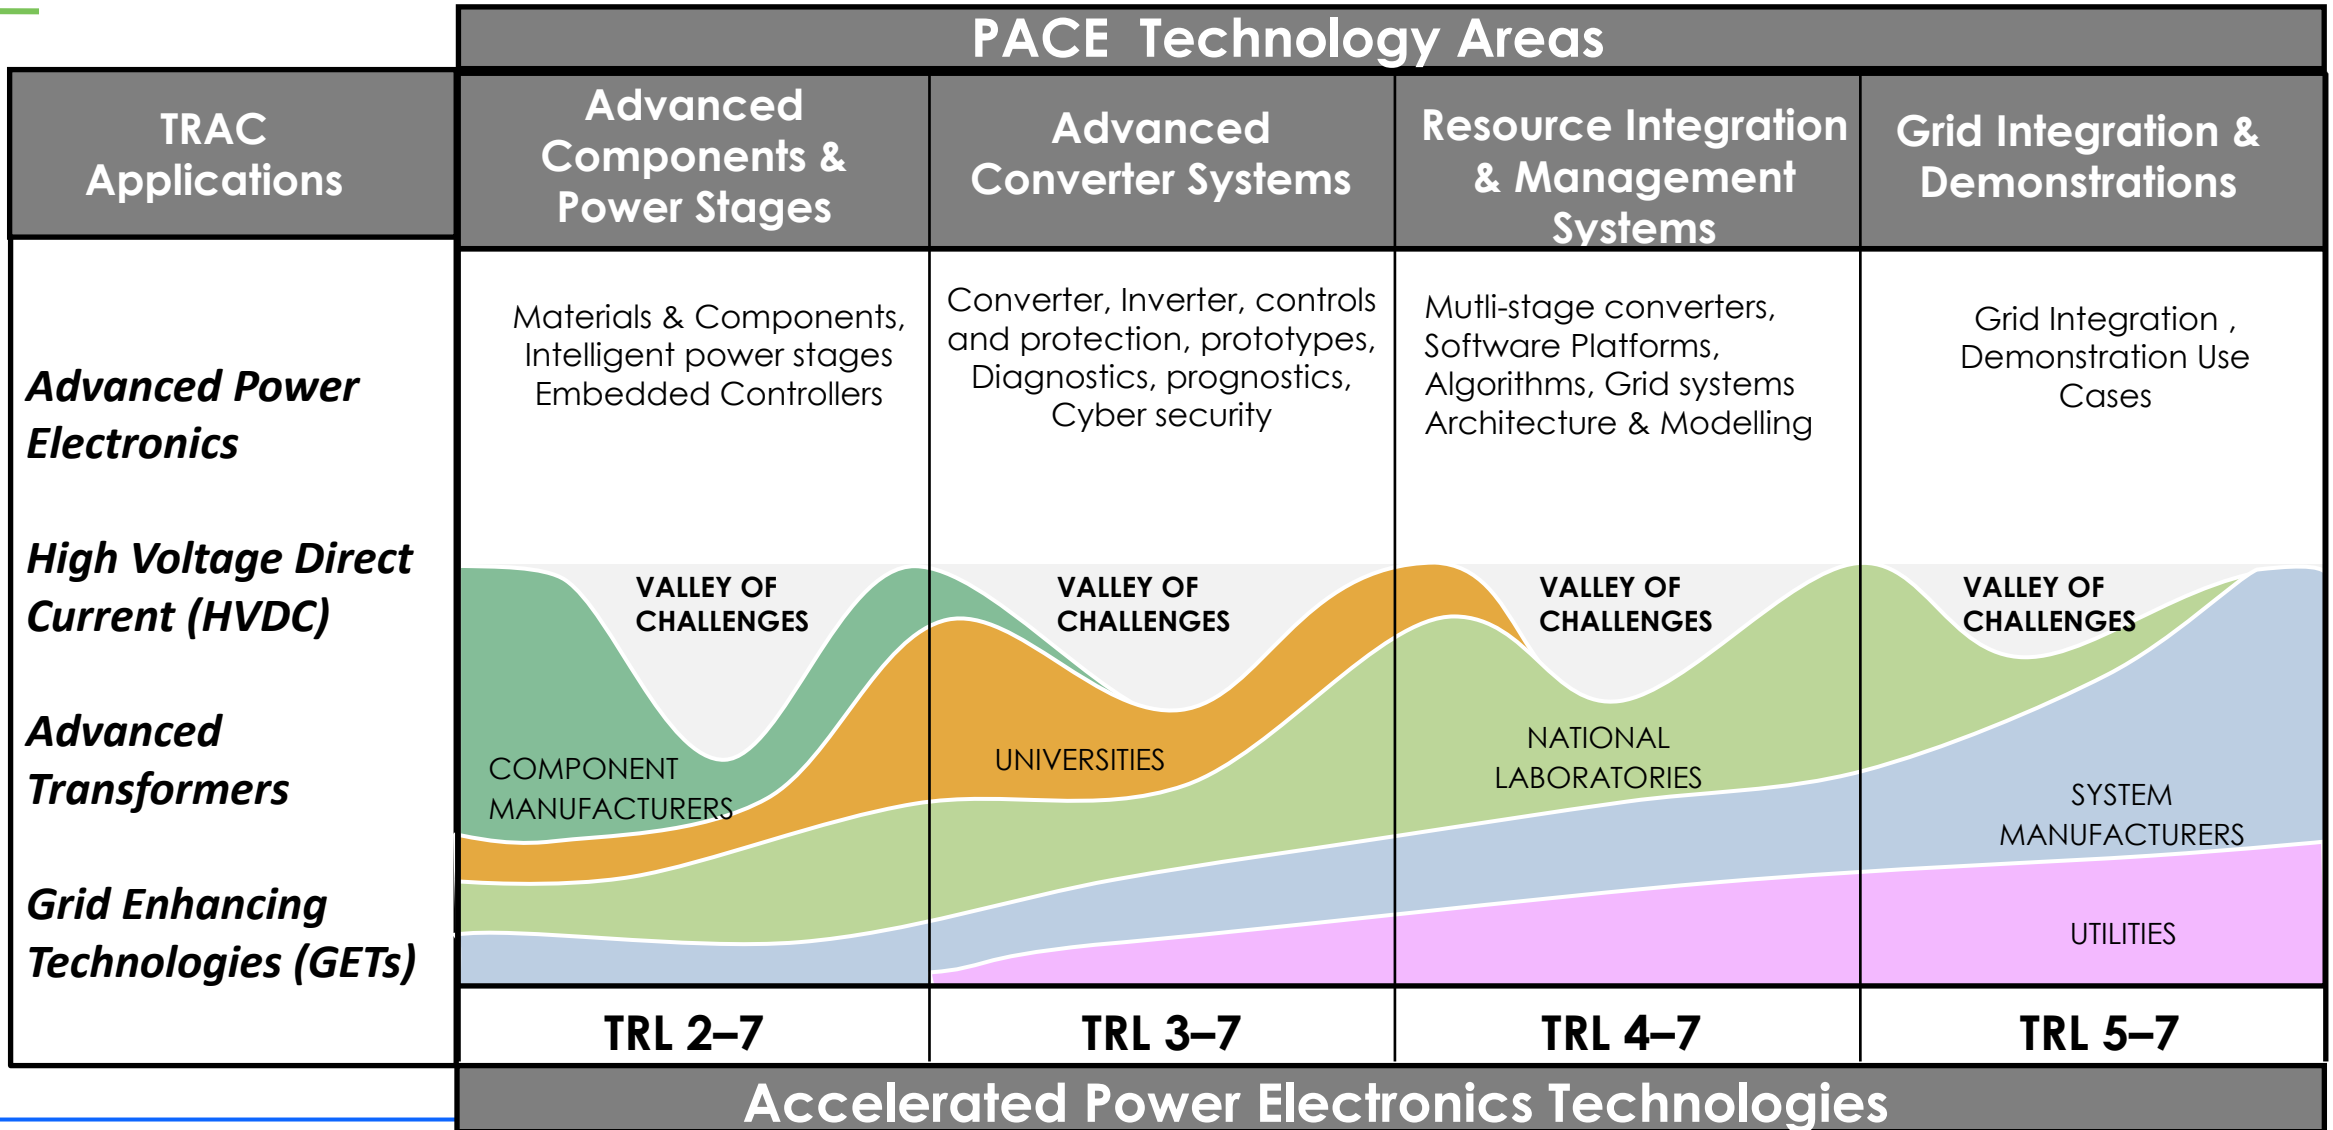 PACE Technology Areas
TRAC
Applications
Advanced
Components &
Power Stages
Advanced
Converter Systems
Resource Integration
& Management
Systems
Grid Integration &
Demonstrations
Advanced Power
Electronics
High Voltage Direct
Current (HVDC)
Advanced
Transformers
Grid Enhancing
Technologies (GETs)
Materials & Components,
Intelligent power stages
Embedded Controllers
Converter, Inverter, controls
and protection, prototypes,
Diagnostics, prognostics,
Cyber security
Mutli-stage converters,
Software Platforms,
Algorithms, Grid systems
Architecture & Modelling
Grid Integration ,
Demonstration Use
Cases
VALLEY OF
CHALLENGES
VALLEY OF
CHALLENGES
VALLEY OF
CHALLENGES
VALLEY OF
CHALLENGES
COMPONENT
MANUFACTURERS
UNIVERSITIES
NATIONAL
LABORATORIES
SYSTEM
MANUFACTURERS
UTILITIES
TRL 2–7
TRL 3–7
TRL 4–7
TRL 5–7
Accelerated Power Electronics Technologies